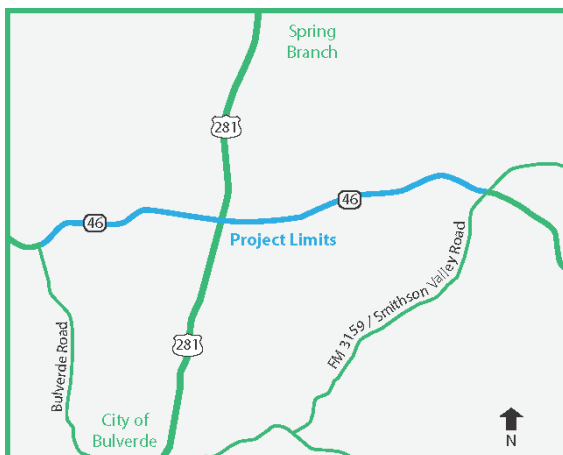 Spring
Branch
281
46
46
Project Limits
FM 3159 / Smithson Valley Road
281
Bulverde Road
City of
Bulverde
N